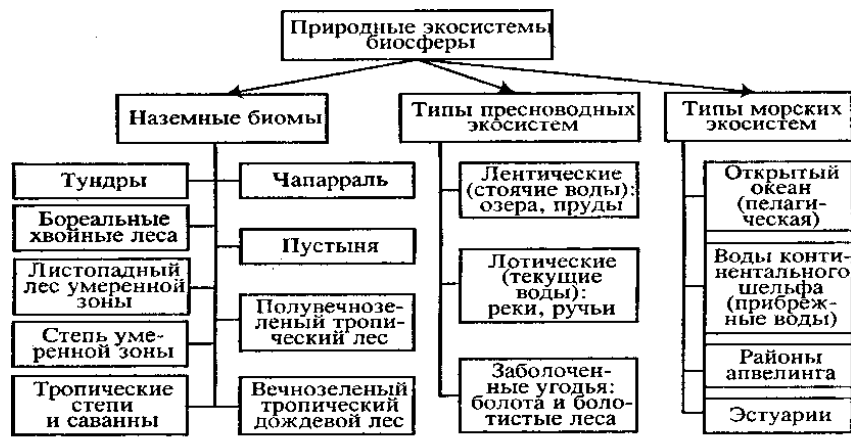 Природные экосистемы
биосферы
Наземные биомы
Типы пресноводных
экосистем
Типы морских
экосистем
Тундры
Бореальные
хвойные леса
Листопадный
лес умеренной
зоны
Степь уме-
ренной зоны
Тропические
степи
и саванны
Чапарраль
Пустыня
Полувечнозе-
леный тропи-
ческий лес
Вечнозеленый
тропический
дождевой лес
Лентические
(стоячие воды):
озера, пруды
Лотические
(текущие
воды):
реки, ручьи
Заболочен-
ные угодья:
болота и боло-
тистые леса
Открытый
океан
(пелаги-
ческая)
Воды конти-
нентального
шельфа
(прибреж-
ные воды)
Районы
апвелинга
Эстуарии